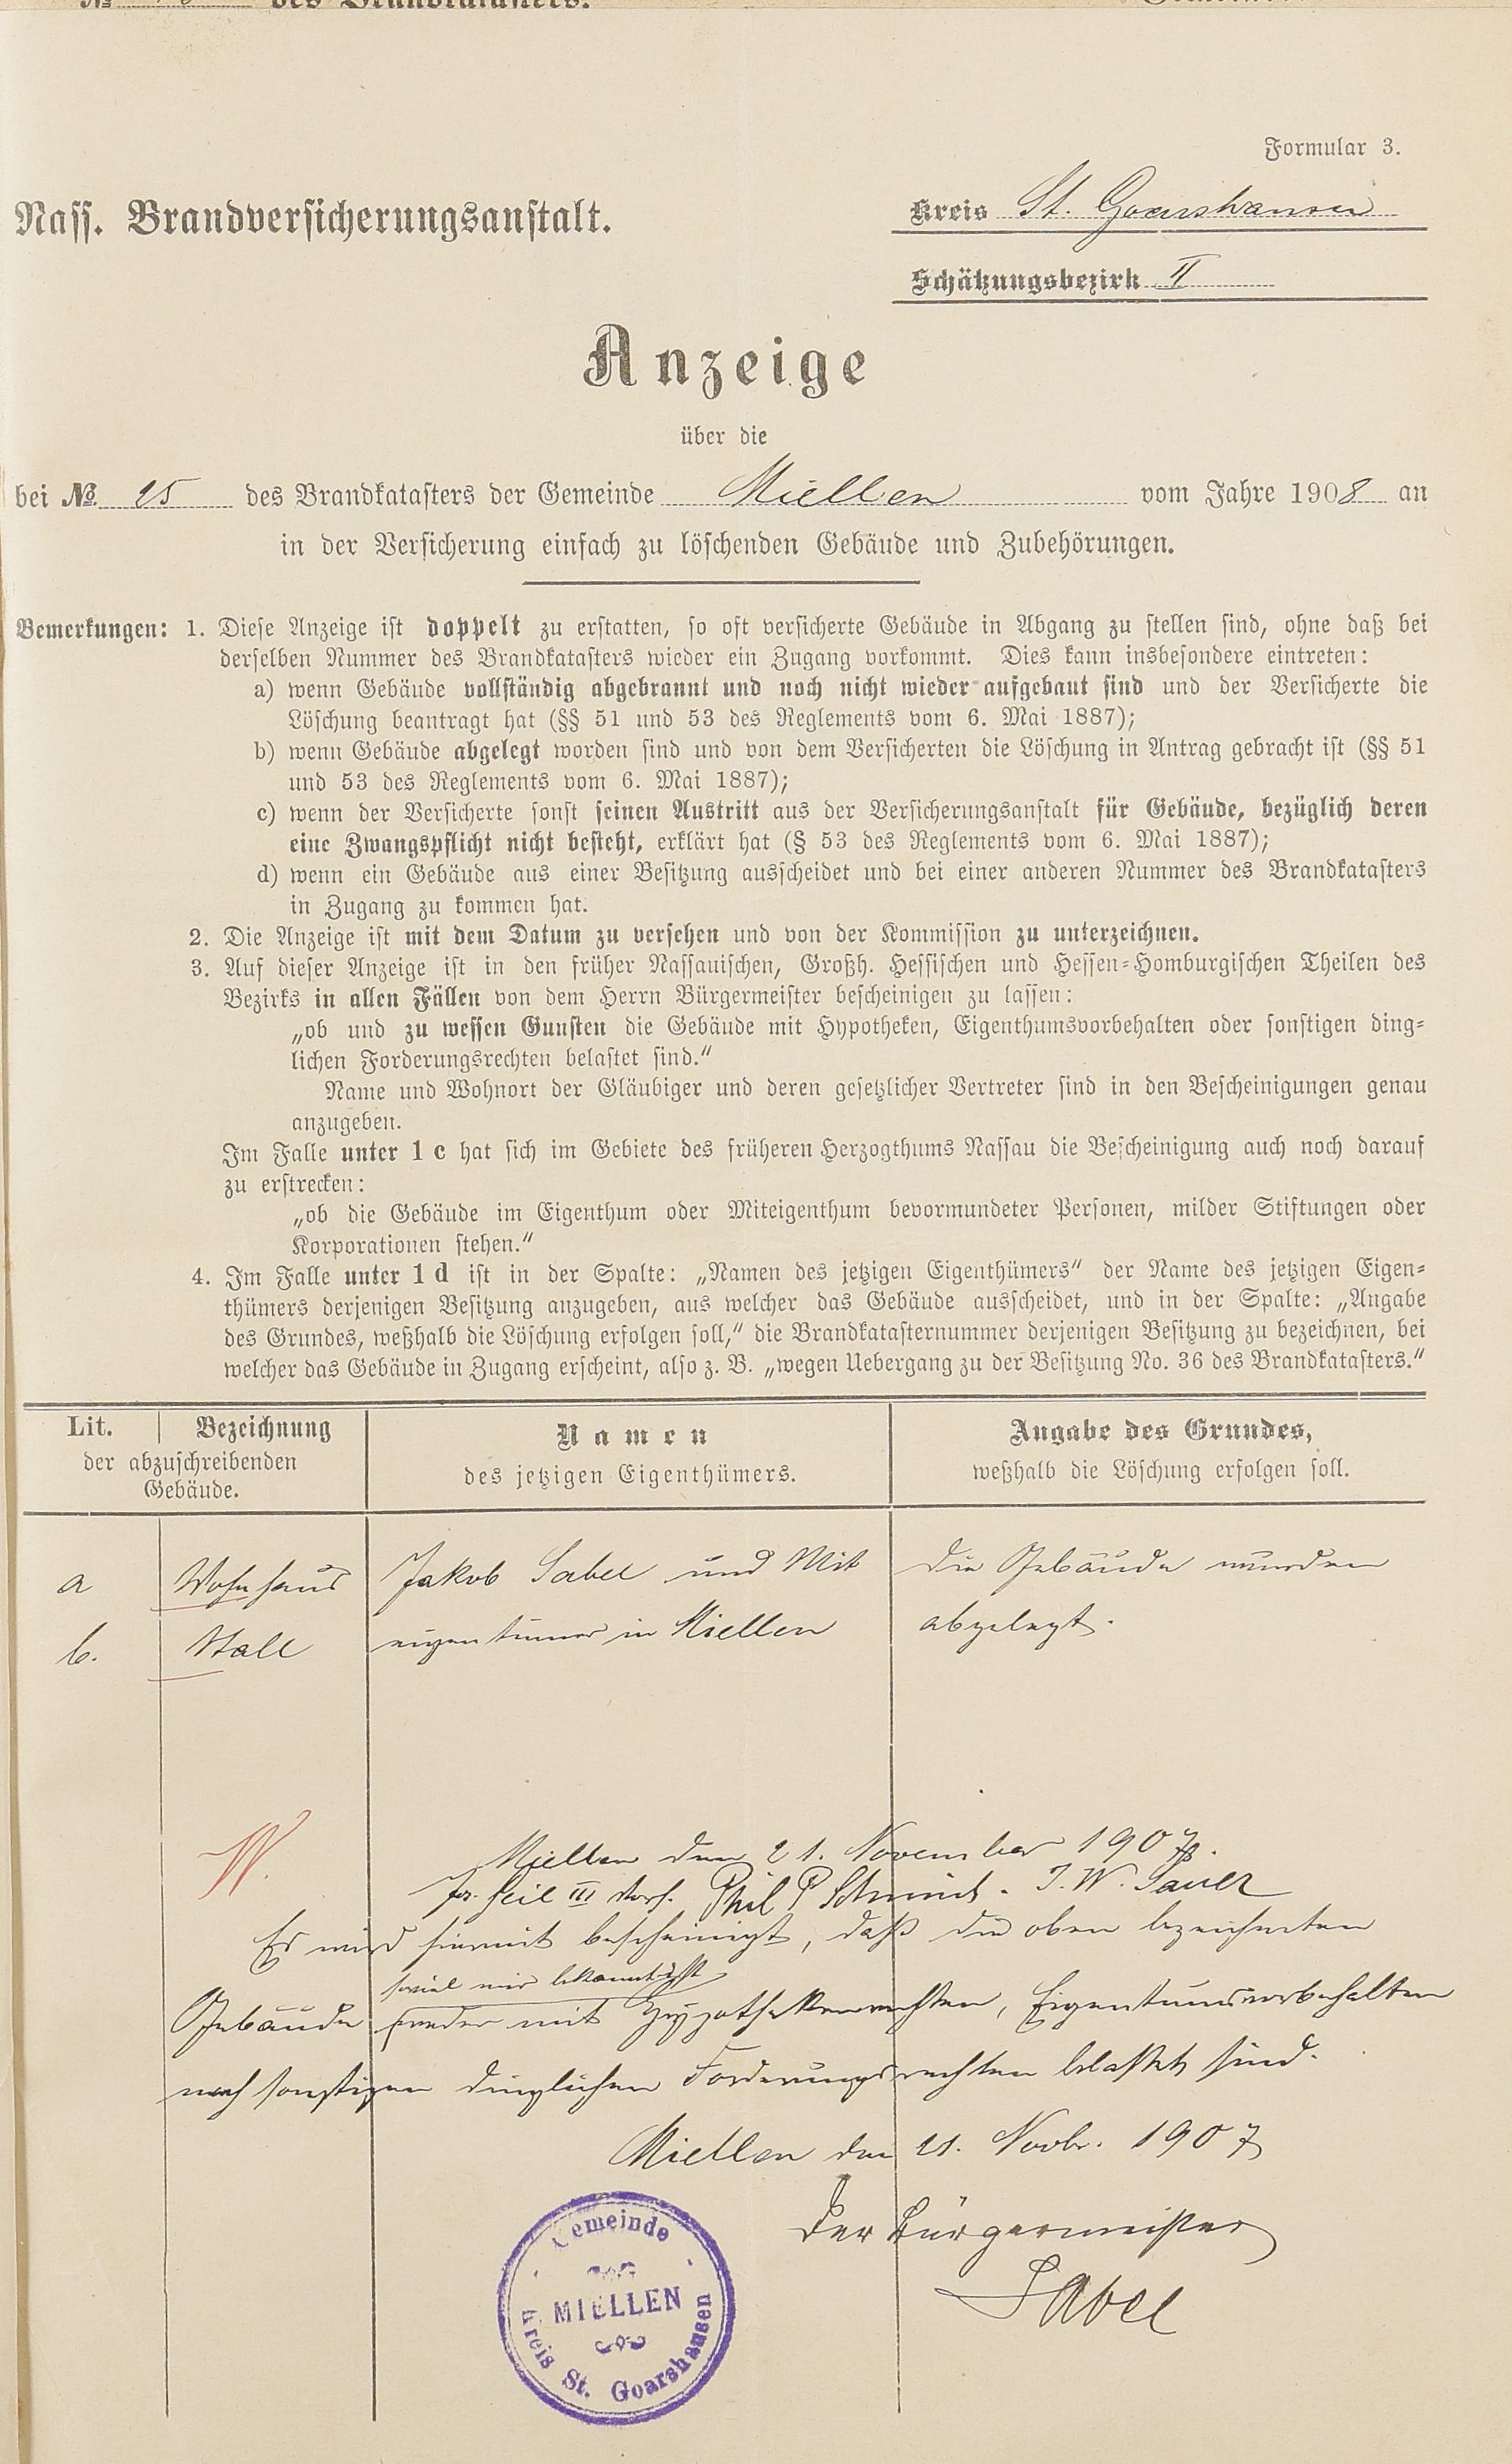 des Brandkatasters.
Formular 3.
Nass. Brandversicherungsanstalt.
Kreis St. Goarshausen
Schätzungsbezirk II
Anzeige
über die
bei No. 25 des Brandkatasters der Gemeinde Miellen vom Jahre 1908 an
in der Versicherung einfach zu löschenden Gebäude und Zubehörungen.
Bemerkungen: 1. Diese Anzeige ist doppelt zu erstatten, so oft versicherte Gebäude in Abgang zu stellen sind, ohne daß bei
derselben Nummer des Brandkatasters wieder ein Zugang vorkommt. Dies kann insbesondere eintreten:
a) wenn Gebäude vollständig abgebrannt und noch nicht wieder aufgebaut sind und der Versicherte die
Löschung beantragt hat (§§ 51 und 53 des Reglements vom 6. Mai 1887);
b) wenn Gebäude abgelegt worden sind und von dem Versicherten die Löschung in Antrag gebracht ist (§§ 51
und 53 des Reglements vom 6. Mai 1887);
c) wenn der Versicherte sonst seinen Austritt aus der Versicherungsanstalt für Gebäude, bezüglich deren
eine Zwangspflicht nicht besteht, erklärt hat (§ 53 des Reglements vom 6. Mai 1887);
d) wenn ein Gebäude aus einer Besitzung ausscheidet und bei einer anderen Nummer des Brandkatasters
in Zugang zu kommen hat.
2. Die Anzeige ist mit dem Datum zu versehen und von der Kommission zu unterzeichnen.
3. Auf dieser Anzeige ist in den früher Nassauischen, Großh. Hessischen und Hessen-Homburgischen Theilen des
Bezirks in allen Fällen von dem Herrn Bürgermeister bescheinigen zu lassen:
„ob und zu wessen Gunsten die Gebäude mit Hypotheken, Eigenthumsvorbehalten oder sonstigen ding-
lichen Forderungsrechten belastet sind.“
Name und Wohnort der Gläubiger und deren gesetzlicher Vertreter sind in den Bescheinigungen genau
anzugeben.
Im Falle unter 1 c hat sich im Gebiete des früheren Herzogthums Nassau die Bescheinigung auch noch darauf
zu erstrecken:
„ob die Gebäude im Eigenthum oder Miteigenthum bevormundeter Personen, milder Stiftungen oder
Korporationen stehen.“
4. Im Falle unter 1 d ist in der Spalte: „Namen des jetzigen Eigenthümers“ der Name des jetzigen Eigen-
thümers derjenigen Besitzung anzugeben, aus welcher das Gebäude ausscheidet, und in der Spalte: „Angabe
des Grundes, weßhalb die Löschung erfolgen soll,“ die Brandkatasternummer derjenigen Besitzung zu bezeichnen, bei
welcher das Gebäude in Zugang erscheint, also z. B. „wegen Uebergang zu der Besitzung No. 36 des Brandkatasters.“
Lit. Bezeichnung
der abzuschreibenden
Gebäude.
Namen
des jetzigen Eigenthümers.
Angabe des Grundes,
weßhalb die Löschung erfolgen soll.
a Wohnhaus Jakob Sabel und Mit Die Gebäude wurden
b. Stall eigentümer in Miellen abgelegt.
W.
Miellen den 21. November 1907
Heil III Vors. Phil P Schmidt. J. W. Sauer
Es wird hiermit bescheinigt, daß die oben bezeichneten
soviel mir bekannt ist
Gebäude weder mit Hypothekenrechten, Eigentumsvorbehalten
noch sonstigen dinglichen Forderungsrechten belastet sind.
Miellen den 21. Novbr. 1907
Der Bürgermeister
Sabel
Gemeinde
MIELLEN
Kreis St. Goarshausen